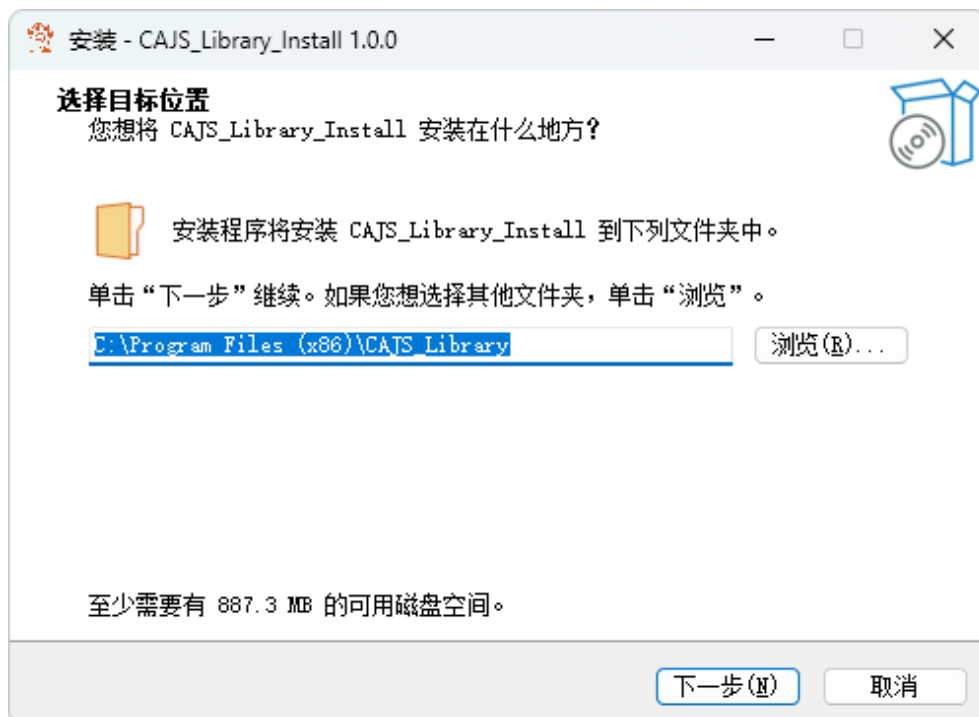 安装 - CAJS_Library_Install 1.0.0
选择目标位置
您想将 CAJS_Library_Install 安装在什么地方？
安装程序将安装 CAJS_Library_Install 到下列文件夹中。
单击“下一步”继续。如果您想选择其他文件夹，单击“浏览”。
C:\Program Files (x86)\CAJS_Library
浏览(R)...
至少需要有 887.3 MB 的可用磁盘空间。
下一步(N)
取消